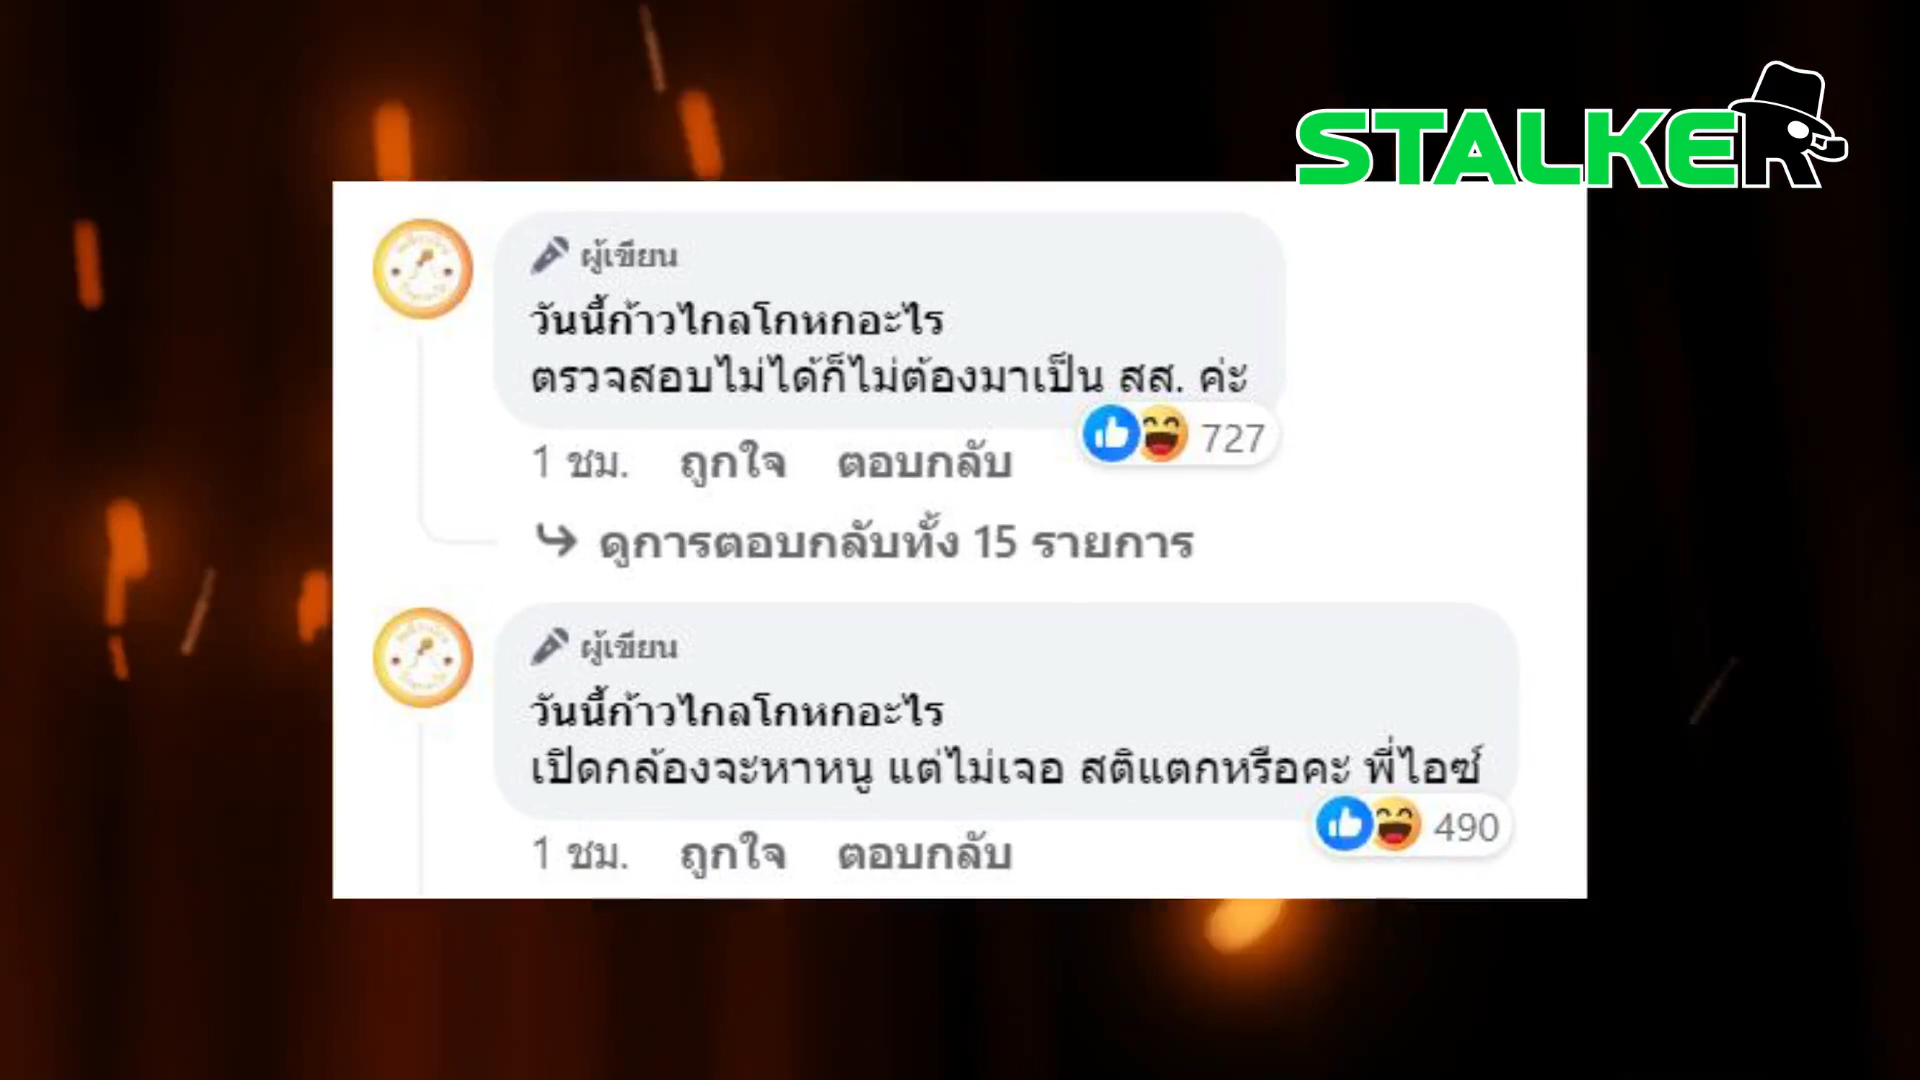 STALKER
ผู้เขียน
วันนี้ก้าวไกลโกหกอะไร
ตรวจสอบไม่ได้ก็ไม่ต้องมาเป็น สส. ค่ะ
727
1 ชม. ถูกใจ ตอบกลับ
ดูการตอบกลับทั้ง 15 รายการ
ผู้เขียน
วันนี้ก้าวไกลโกหกอะไร
เปิดกล้องจะหาหนู แต่ไม่เจอ สติแตกหรือคะ พี่ไอซ์
490
1 ชม. ถูกใจ ตอบกลับ